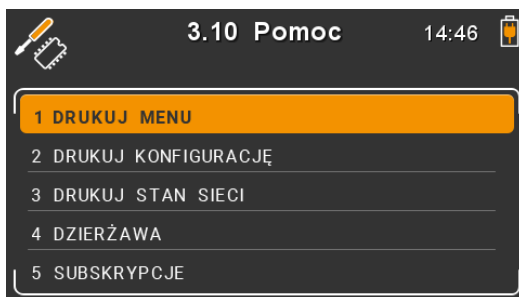 3.10 Pomoc 14:46
1 DRUKUJ MENU
2 DRUKUJ KONFIGURACJĘ
3 DRUKUJ STAN SIECI
4 DZIERŻAWA
5 SUBSKRYPCJE